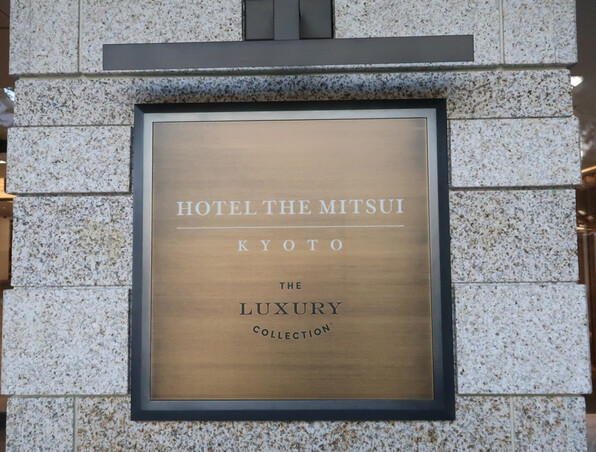 HOTEL THE MITSUI
KYOTO
THE
LUXURY
COLLECTION